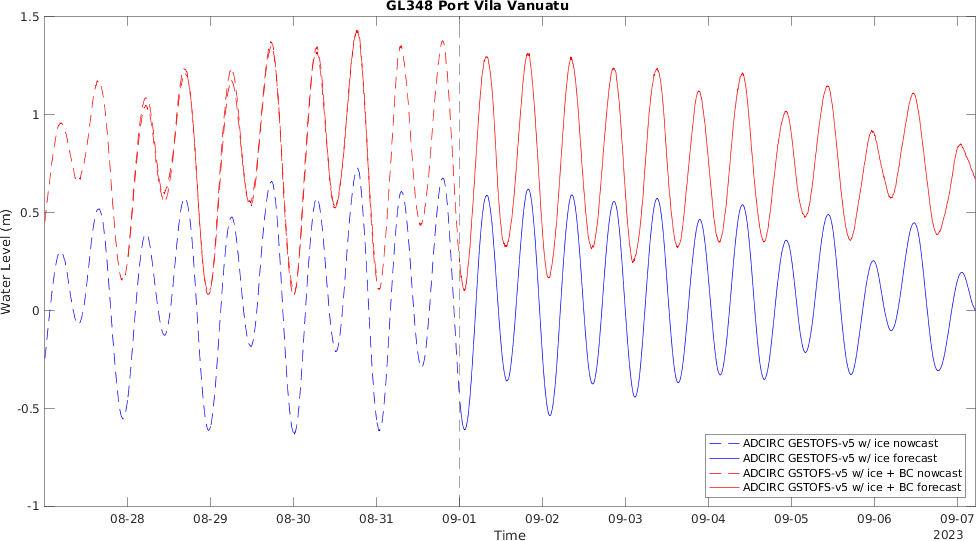 GL348 Port Vila Vanuatu
1.5
1
0.5
0
-0.5
-1
Water Level (m)
ADCIRC GESTOFS-v5 w/ ice nowcast
ADCIRC GESTOFS-v5 w/ ice forecast
ADCIRC GSTOFS-v5 w/ ice + BC nowcast
ADCIRC GSTOFS-v5 w/ ice + BC forecast
08-28 08-29 08-30 08-31 09-01 09-02 09-03 09-04 09-05 09-06 09-07
Time
2023